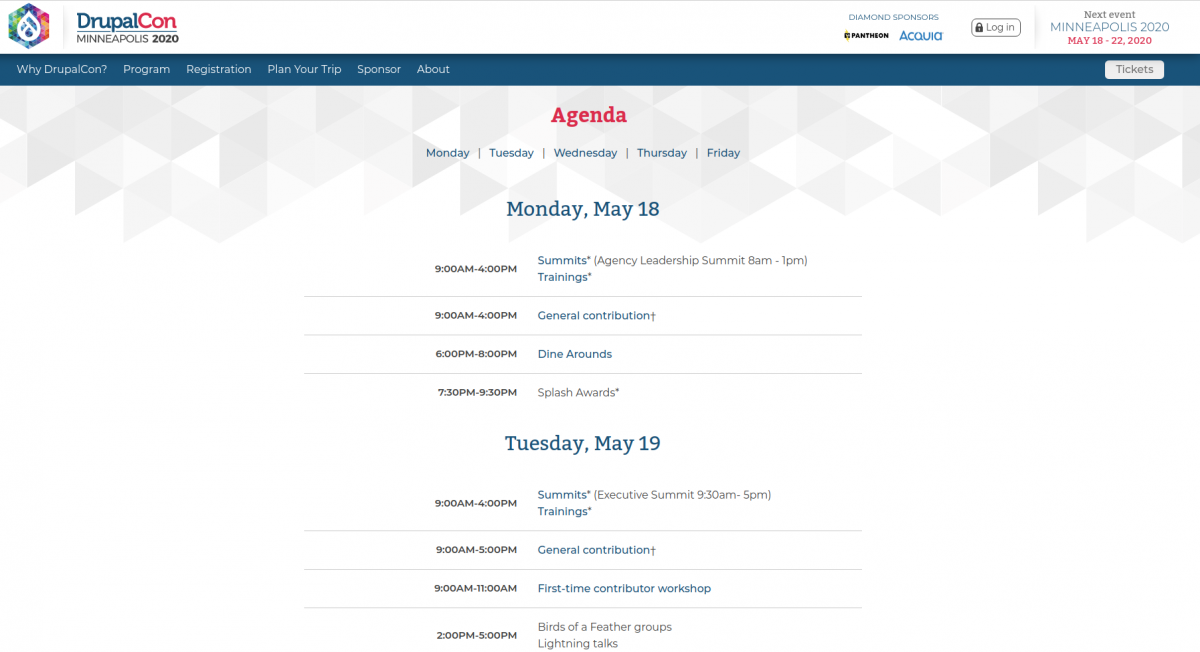 DrupalCon
MINNEAPOLIS 2020
DIAMOND SPONSORS
PANTHEON
ACQUIA
Log in
Next event
MINNEAPOLIS 2020
MAY 18 - 22, 2020
Why DrupalCon? Program Registration Plan Your Trip Sponsor About
Tickets
Agenda
Monday | Tuesday | Wednesday | Thursday | Friday
Monday, May 18
9:00AM-4:00PM
Summits* (Agency Leadership Summit 8am - 1pm)
Trainings*
9:00AM-4:00PM General contribution†
6:00PM-8:00PM Dine Arounds
7:30PM-9:30PM Splash Awards*
Tuesday, May 19
9:00AM-4:00PM
Summits* (Executive Summit 9:30am- 5pm)
Trainings*
9:00AM-5:00PM General contribution†
9:00AM-11:00AM First-time contributor workshop
2:00PM-5:00PM
Birds of a Feather groups
Lightning talks